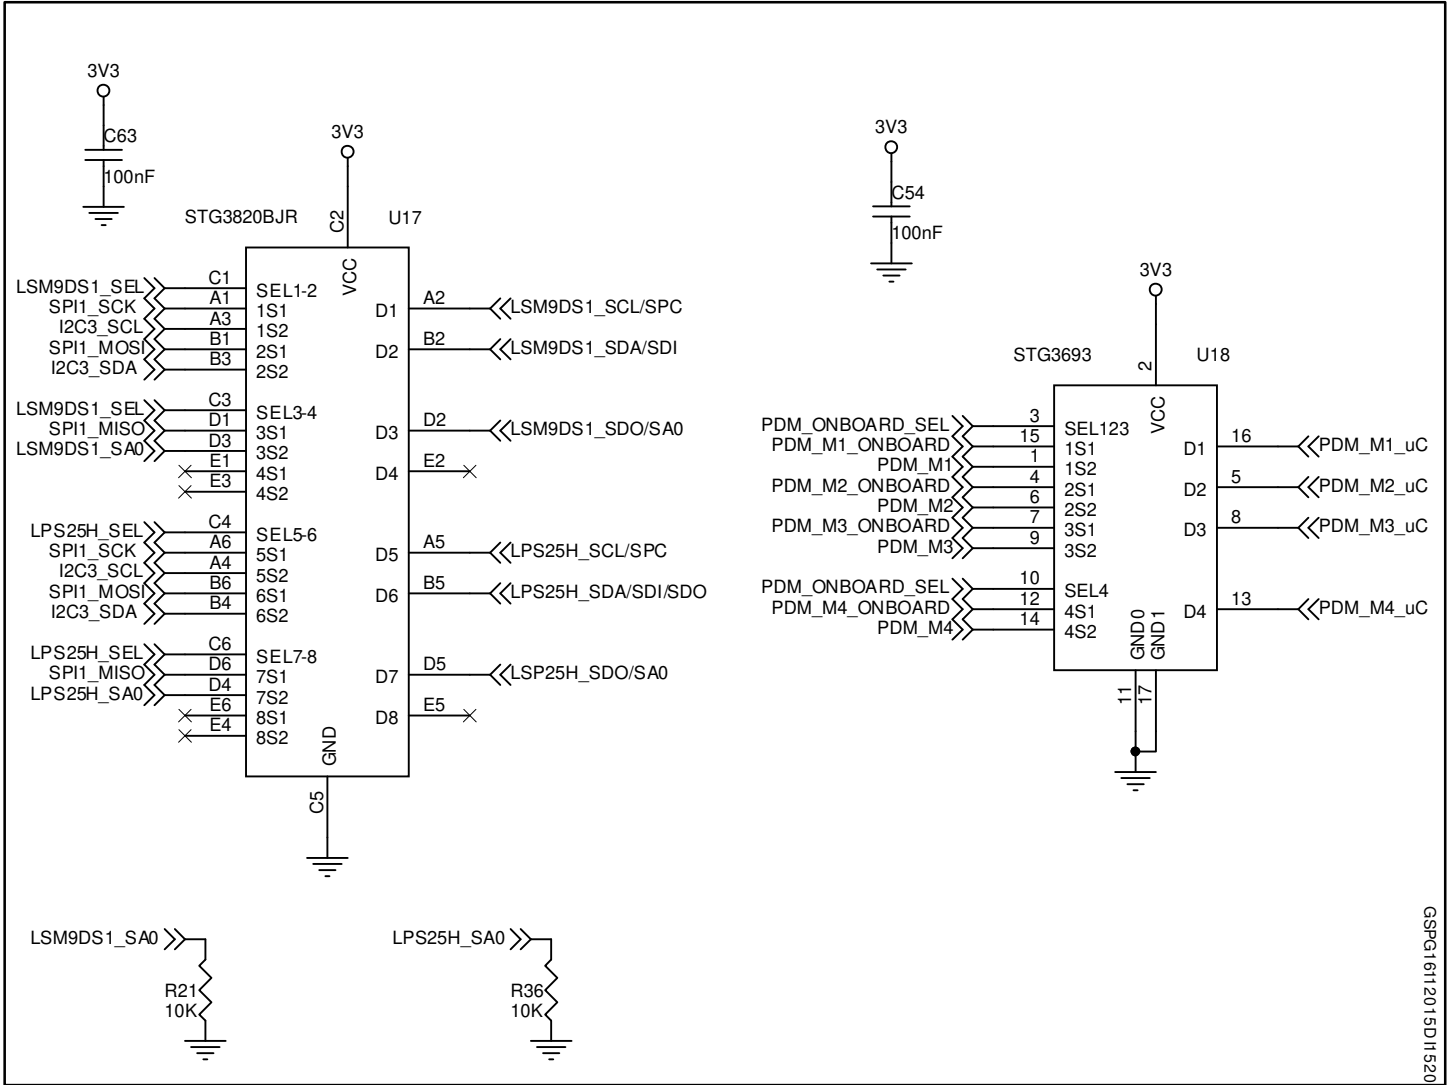 3V3
C63
100nF
3V3
STG3820BJR
U17
C2
VCC
LSM9DS1_SEL C1 SEL1-2
SPI1_SCK A1 1S1
I2C3_SCL A3 1S2
SPI1_MOSI B1 2S1
I2C3_SDA B3 2S2
LSM9DS1_SEL C3 SEL3-4
SPI1_MISO D1 3S1
LSM9DS1_SA0 D3 3S2
E1 4S1
E3 4S2
LPS25H_SEL C4 SEL5-6
SPI1_SCK A6 5S1
I2C3_SCL A4 5S2
SPI1_MOSI B6 6S1
I2C3_SDA B4 6S2
LPS25H_SEL C6 SEL7-8
SPI1_MISO D6 7S1
LPS25H_SA0 D4 7S2
E6 8S1
E4 8S2
D1 A2 LSM9DS1_SCL/SPC
D2 B2 LSM9DS1_SDA/SDI
D3 D2 LSM9DS1_SDO/SA0
D4 E2
D5 A5 LPS25H_SCL/SPC
D6 B5 LPS25H_SDA/SDI/SDO
D7 D5 LSP25H_SDO/SA0
D8 E5
GND
C5
LSM9DS1_SA0
R21
10K
LPS25H_SA0
R36
10K
3V3
C54
100nF
3V3
STG3693
U18
2
VCC
PDM_ONBOARD_SEL 3 SEL123
PDM_M1_ONBOARD 15 1S1
PDM_M1 1 1S2
PDM_M2_ONBOARD 4 2S1
PDM_M2 6 2S2
PDM_M3_ONBOARD 7 3S1
PDM_M3 9 3S2
PDM_ONBOARD_SEL 10 SEL4
PDM_M4_ONBOARD 12 4S1
PDM_M4 14 4S2
D1 16 PDM_M1_uC
D2 5 PDM_M2_uC
D3 8 PDM_M3_uC
D4 13 PDM_M4_uC
GND0
GND1
11
17
GSPG16112015DI1520